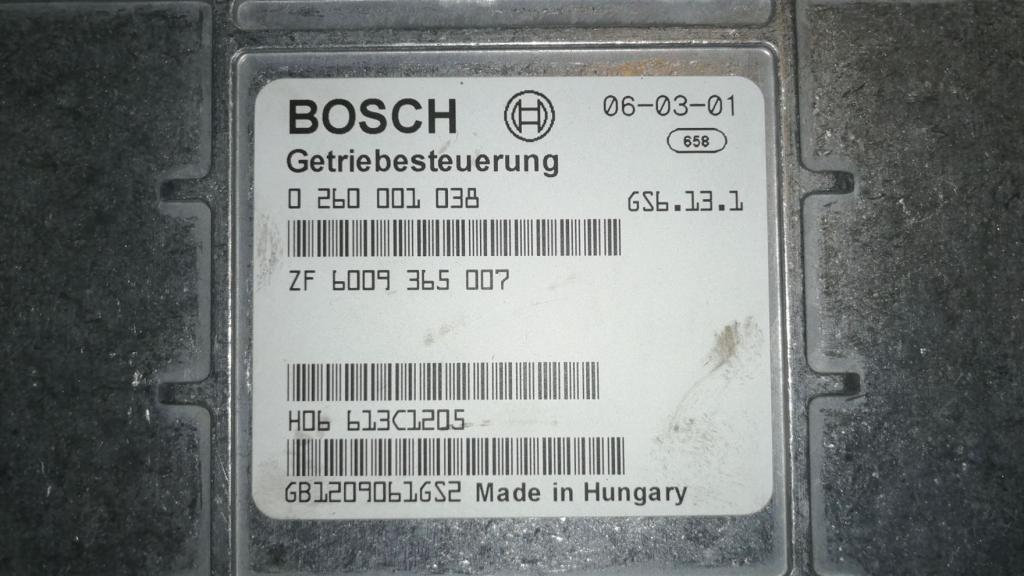 BOSCH 06-03-01
658
Getriebesteuerung
0 260 001 038 GS6.13.1
ZF 6009 365 007
H06 613C1205
GB1209061GS2 Made in Hungary